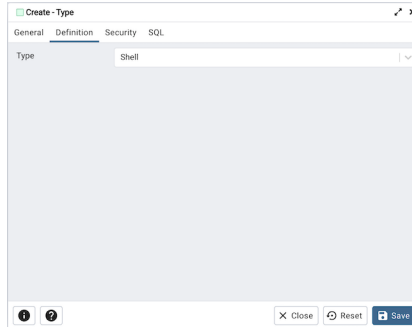 Create - Type
General Definition Security SQL
Type Shell
Close Reset Save